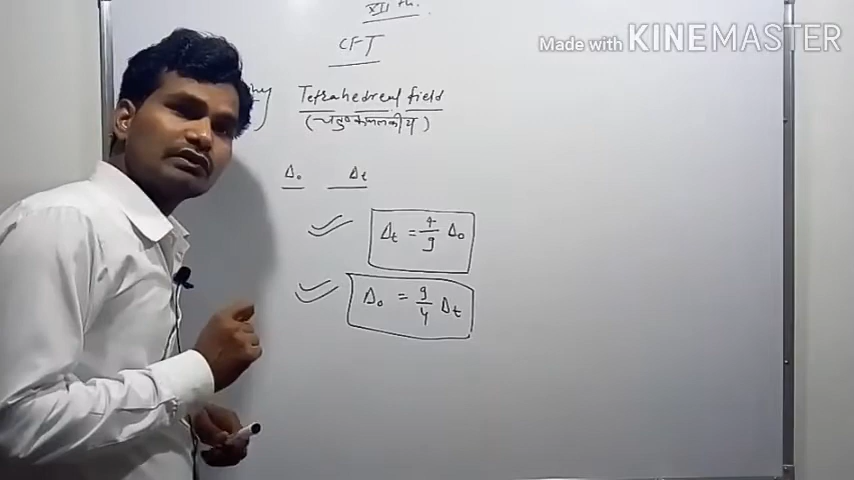 XII th.
Made with KINEMASTER
CFT
Tetrahedral field
(चतुष्फलकीय)
Δ₀ Δt
Δt = 4/9 Δ₀
Δ₀ = 9/4 Δt